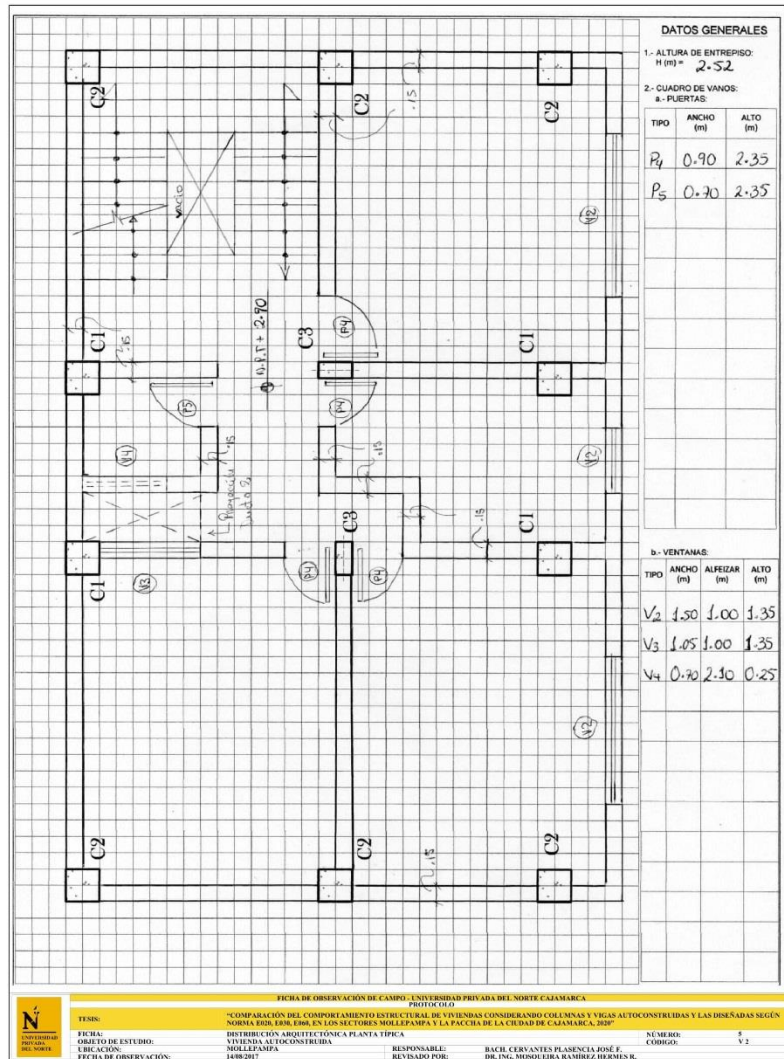 DATOS GENERALES
1.- ALTURA DE ENTREPISO:
H (m) = 2.52
2.- CUADRO DE VANOS:
a.- PUERTAS:
TIPO ANCHO (m) ALTO (m)
P4 0.90 2.35
P5 0.70 2.35
b.- VENTANAS:
TIPO ANCHO (m) ALFEIZAR (m) ALTO (m)
V2 1.50 1.00 1.35
V3 1.05 1.00 1.35
V4 0.70 2.10 0.25
C2
C2
C2
.15
vacio
V2
N.P.T + 2.90
C1
.15
C3
P4
C1
P5
P4
V4
.15
.15
V2
Proyección
C3
.15
C1
C1
V3
P4
P4
V2
C2
C2
C2
.15
UNIVERSIDAD
PRIVADA
DEL NORTE
FICHA DE OBSERVACIÓN DE CAMPO - UNIVERSIDAD PRIVADA DEL NORTE CAJAMARCA
PROTOCOLO
TESIS: "COMPARACIÓN DEL COMPORTAMIENTO ESTRUCTURAL DE VIVIENDAS CONSIDERANDO COLUMNAS Y VIGAS AUTOCONSTRUIDAS Y LAS DISEÑADAS SEGÚN
NORMA E020, E030, E060, EN LOS SECTORES MOLLEPAMPA Y LA PACCHA DE LA CIUDAD DE CAJAMARCA, 2020"
FICHA: DISTRIBUCIÓN ARQUITECTÓNICA PLANTA TÍPICA NÚMERO: 5
OBJETO DE ESTUDIO: VIVIENDA AUTOCONSTRUIDA CÓDIGO: V 2
UBICACIÓN: MOLLEPAMPA RESPONSABLE: BACH. CERVANTES PLASENCIA JOSÉ F.
FECHA DE OBSERVACIÓN: 14/08/2017 REVISADO POR: DR. ING. MOSQUEIRA RAMÍREZ HERMES R.